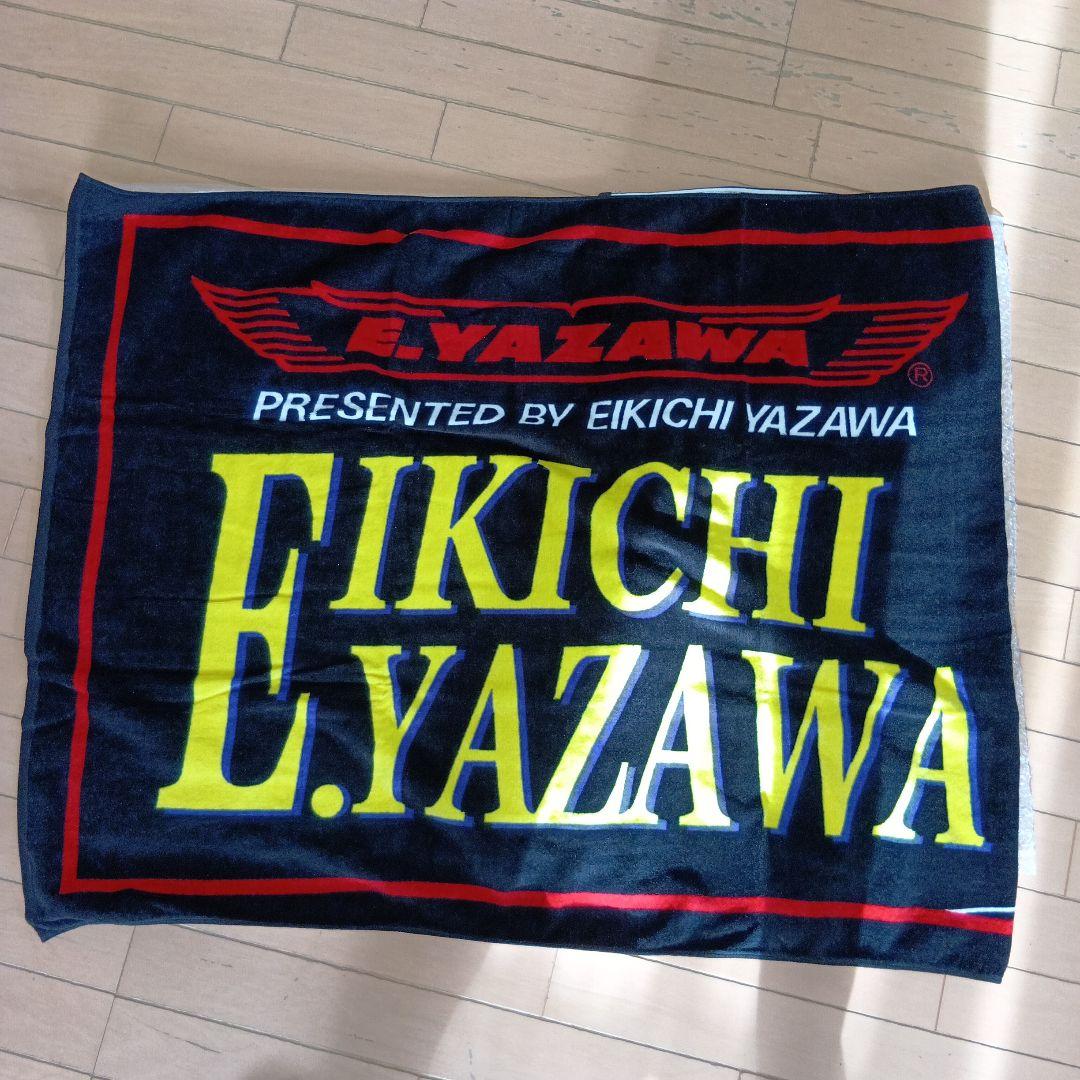 E.YAZAWA
®
PRESENTED BY EIKICHI YAZAWA
EIKICHI
E.YAZAWA